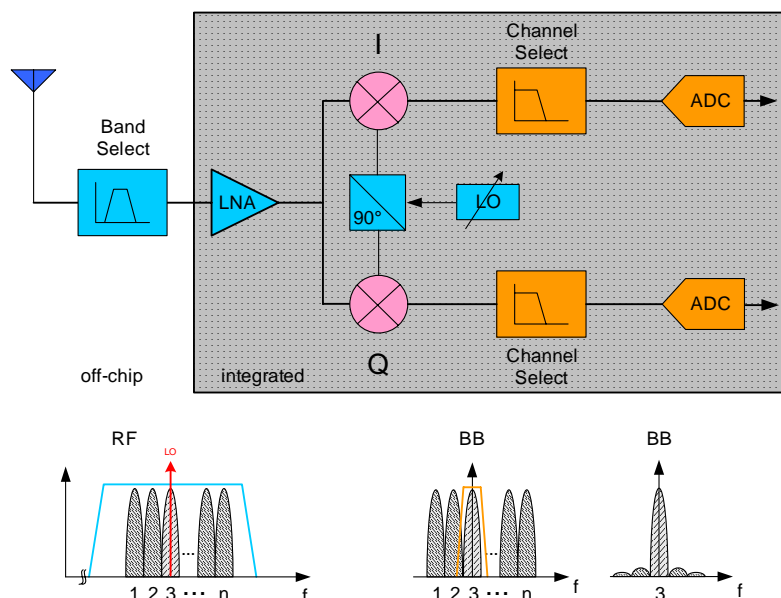 I
Channel
Select
ADC
Band
Select
LNA
90°
LO
ADC
Q
Channel
Select
off-chip
integrated
RF
BB
BB
LO
...
...
1 2 3 ... n f
1 2 3 ... n f
3 f